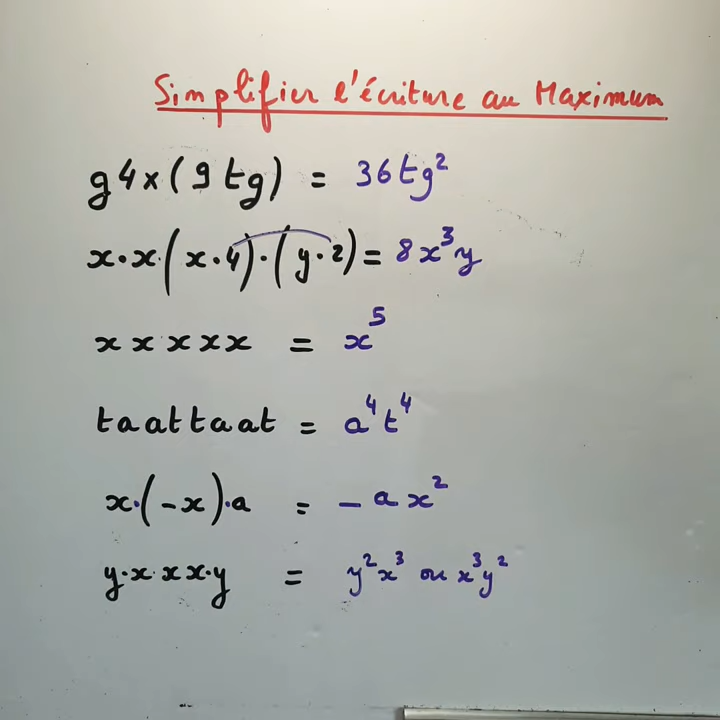 Simplifier l'écriture au Maximum
g4×(9tg) = 36tg²
x·x(x·4)·(y·2) = 8x³y
xxxxx = x⁵
taattaat = a⁴t⁴
x·(-x)·a = -ax²
y·x·xx·y = y²x³ ou x³y²